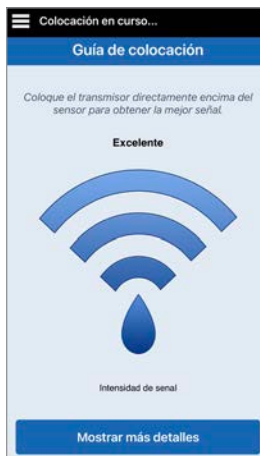 Colocación en curso...
Guía de colocación
Coloque el transmisor directamente encima del
sensor para obtener la mejor señal.
Excelente
Intensidad de senal
Mostrar más detalles